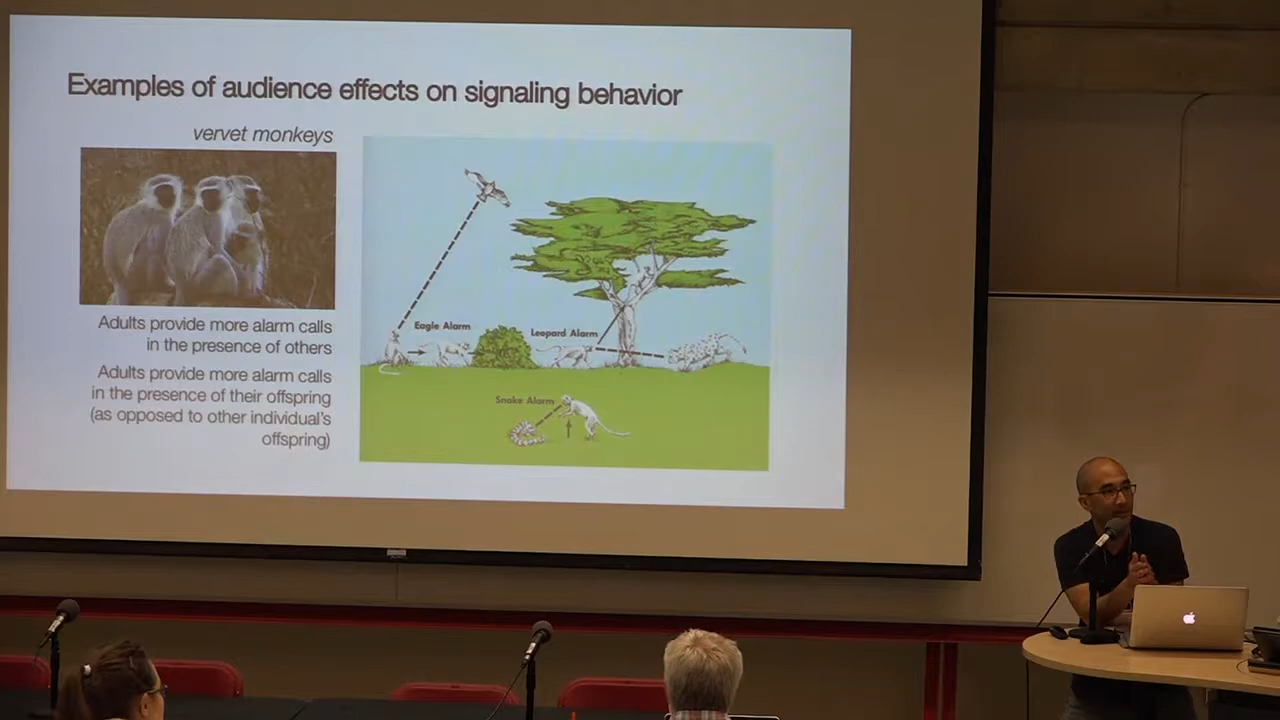 Examples of audience effects on signaling behavior
vervet monkeys
Adults provide more alarm calls
in the presence of others
Adults provide more alarm calls
in the presence of their offspring
(as opposed to other individual's
offspring)
Eagle Alarm
Leopard Alarm
Snake Alarm